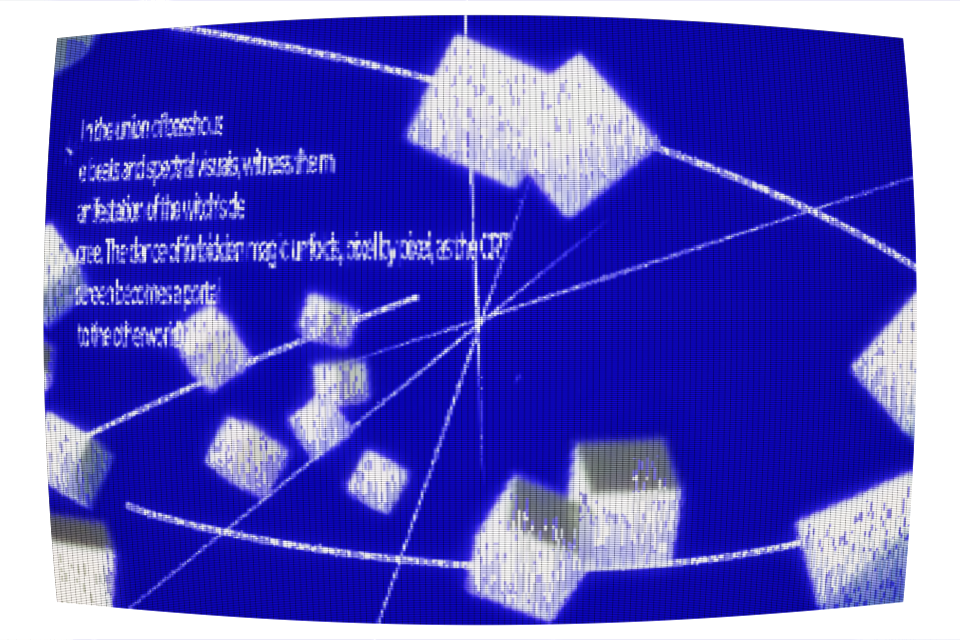 In the union of basshous
e beats and spectral visuals, witness the m
anifestation of the witch's de
cree. The dance of forbidden magic unfolds, pixel by pixel, as the CRT
screen becomes a portal
to the otherworld